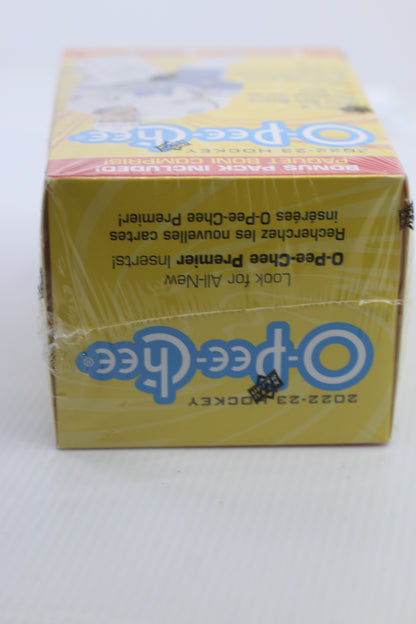 2022-23 HOCKEY
O-Pee-Chee®
Look for All-New
O-Pee-Chee Premier Inserts!
Recherchez les nouvelles cartes
insérées O-Pee-Chee Premier!
BONUS PACK INCLUDED!
PAQUET BONI COMPRIS!
2022-23 HOCKEY
O-Pee-Chee